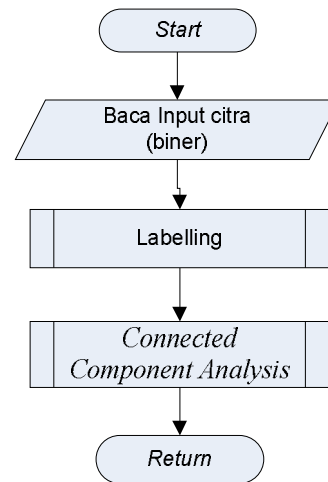 Start
Baca Input citra
(biner)
Labelling
Connected
Component Analysis
Return